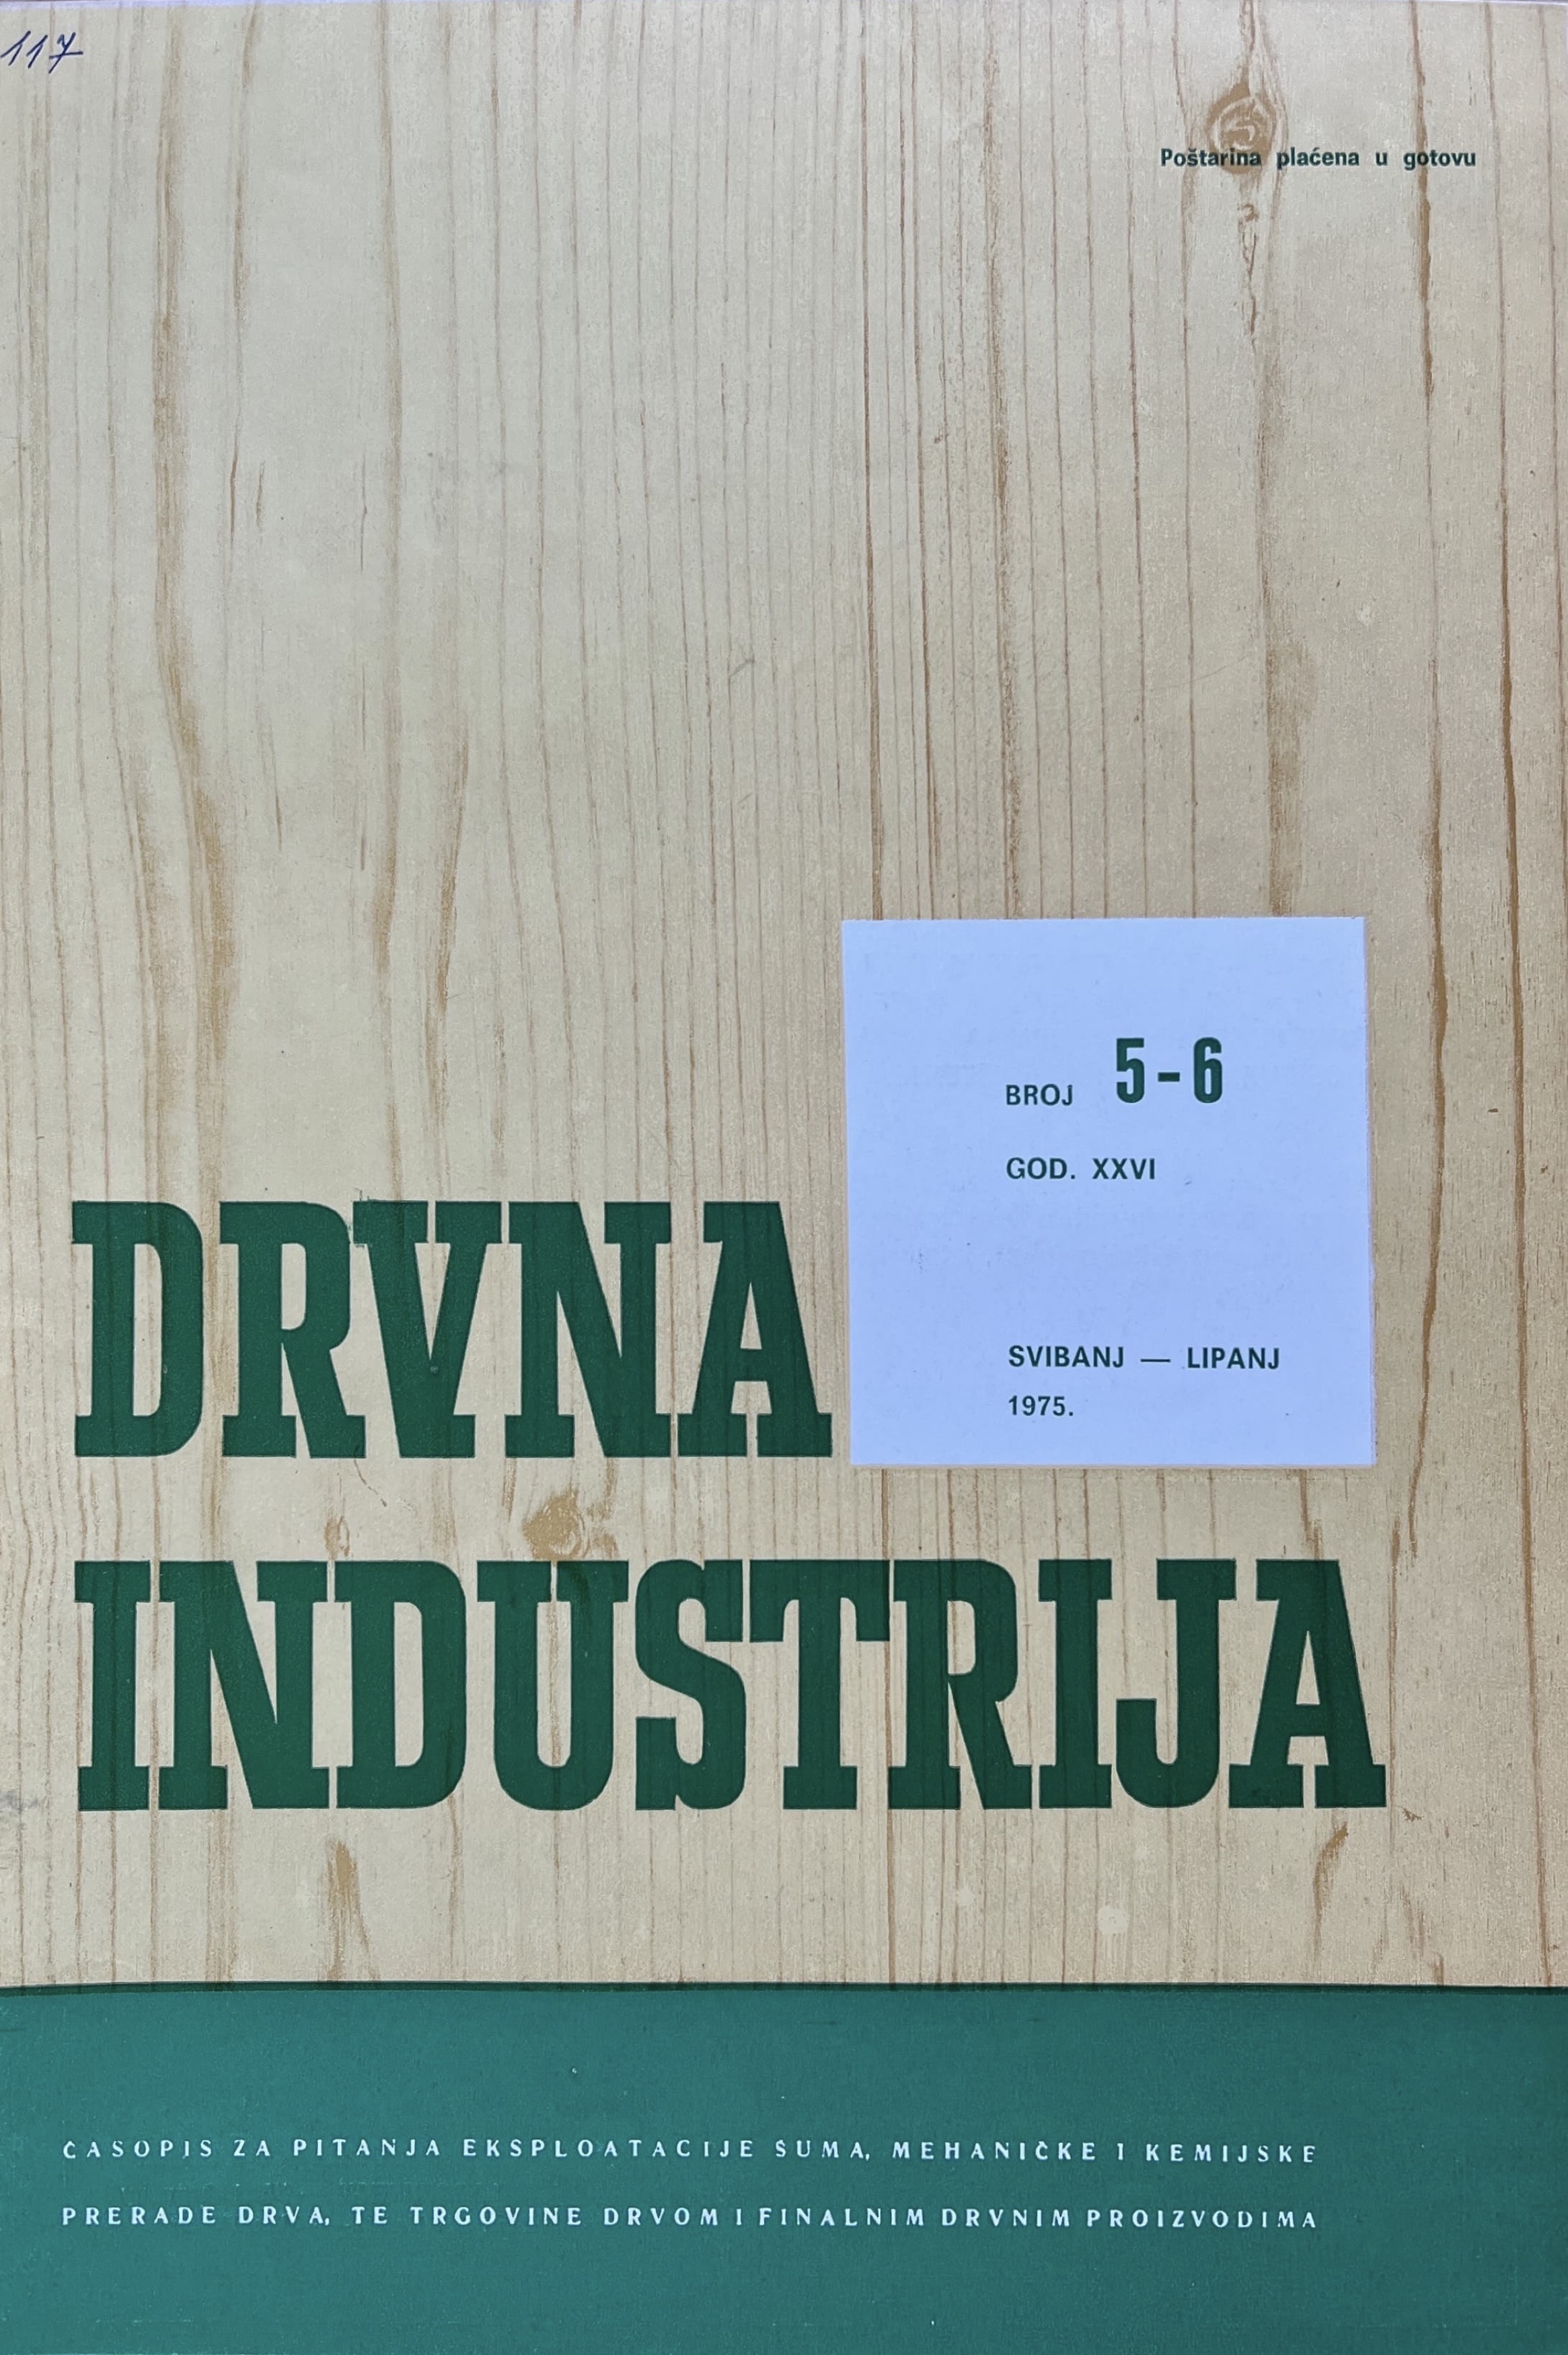 117
Poštarina plaćena u gotovu
BROJ 5-6
GOD. XXVI
SVIBANJ — LIPANJ
1975.
DRVNA
INDUSTRIJA
ČASOPIS ZA PITANJA EKSPLOATACIJE ŠUMA, MEHANIČKE I KEMIJSKE
PRERADE DRVA, TE TRGOVINE DRVOM I FINALNIM DRVNIM PROIZVODIMA